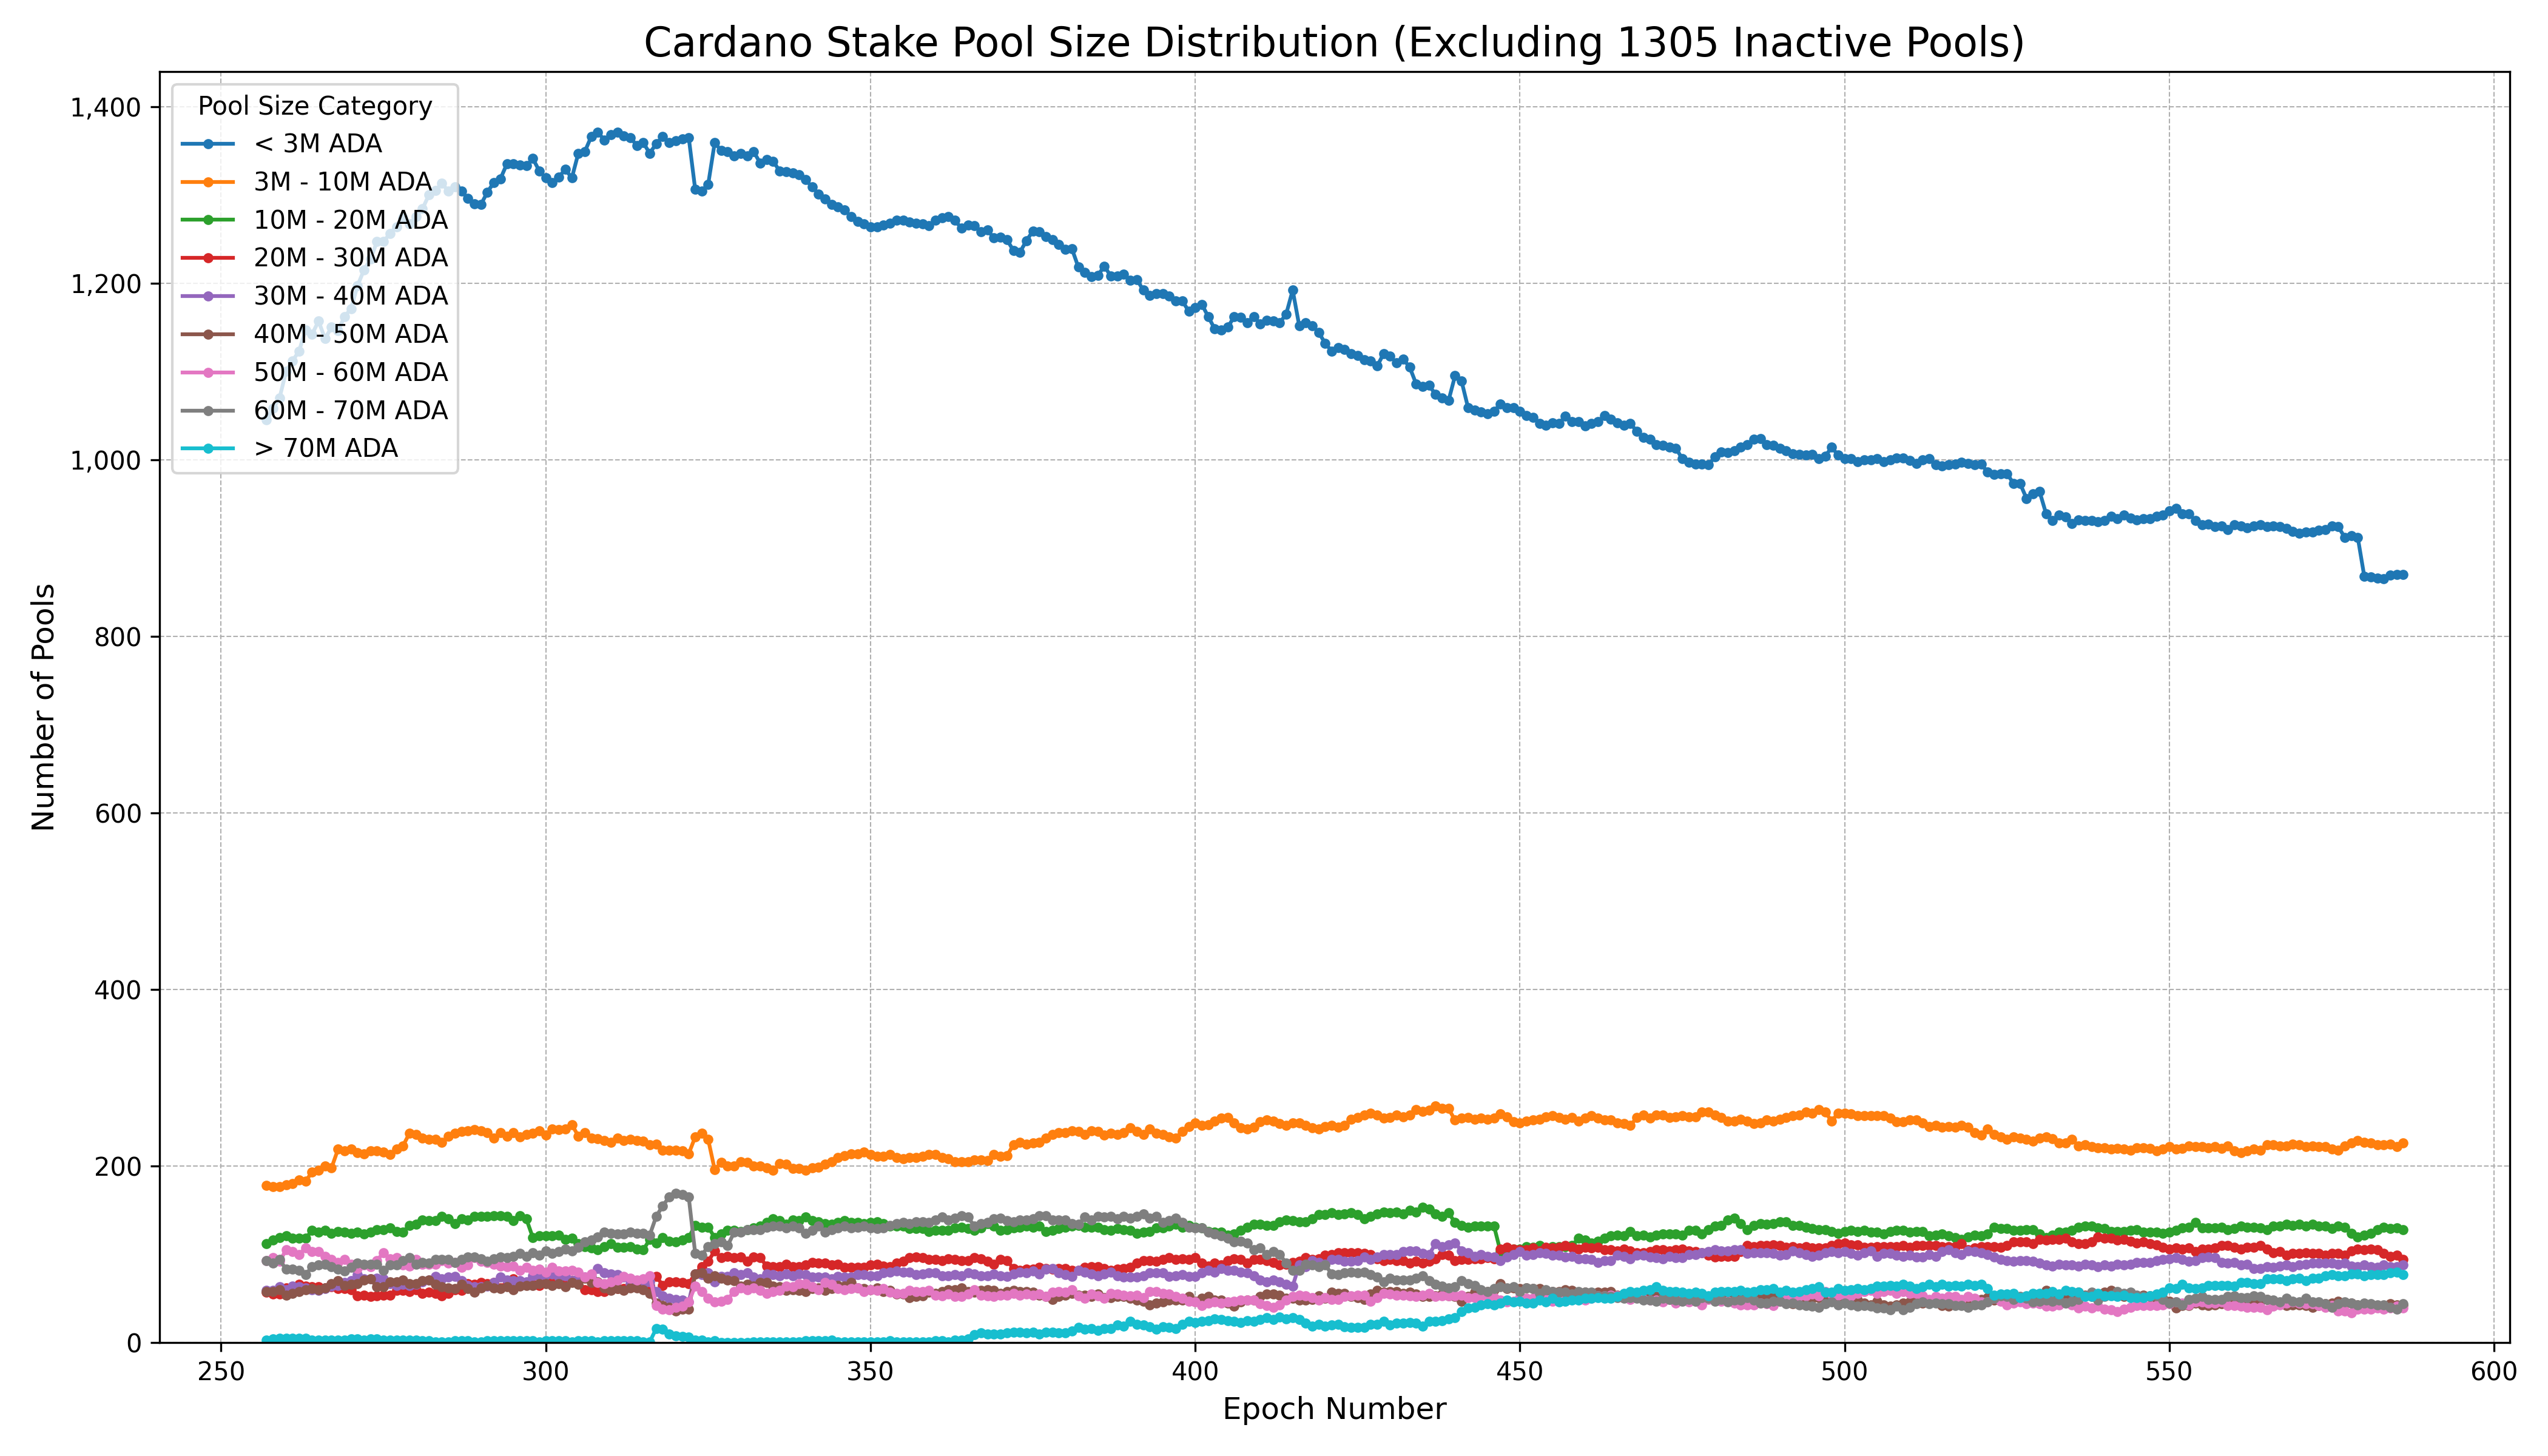 Cardano Stake Pool Size Distribution (Excluding 1305 Inactive Pools)
Pool Size Category
< 3M ADA
3M - 10M ADA
10M - 20M ADA
20M - 30M ADA
30M - 40M ADA
40M - 50M ADA
50M - 60M ADA
60M - 70M ADA
> 70M ADA
Number of Pools
1,400
1,200
1,000
800
600
400
200
0
250 300 350 400 450 500 550 600
Epoch Number